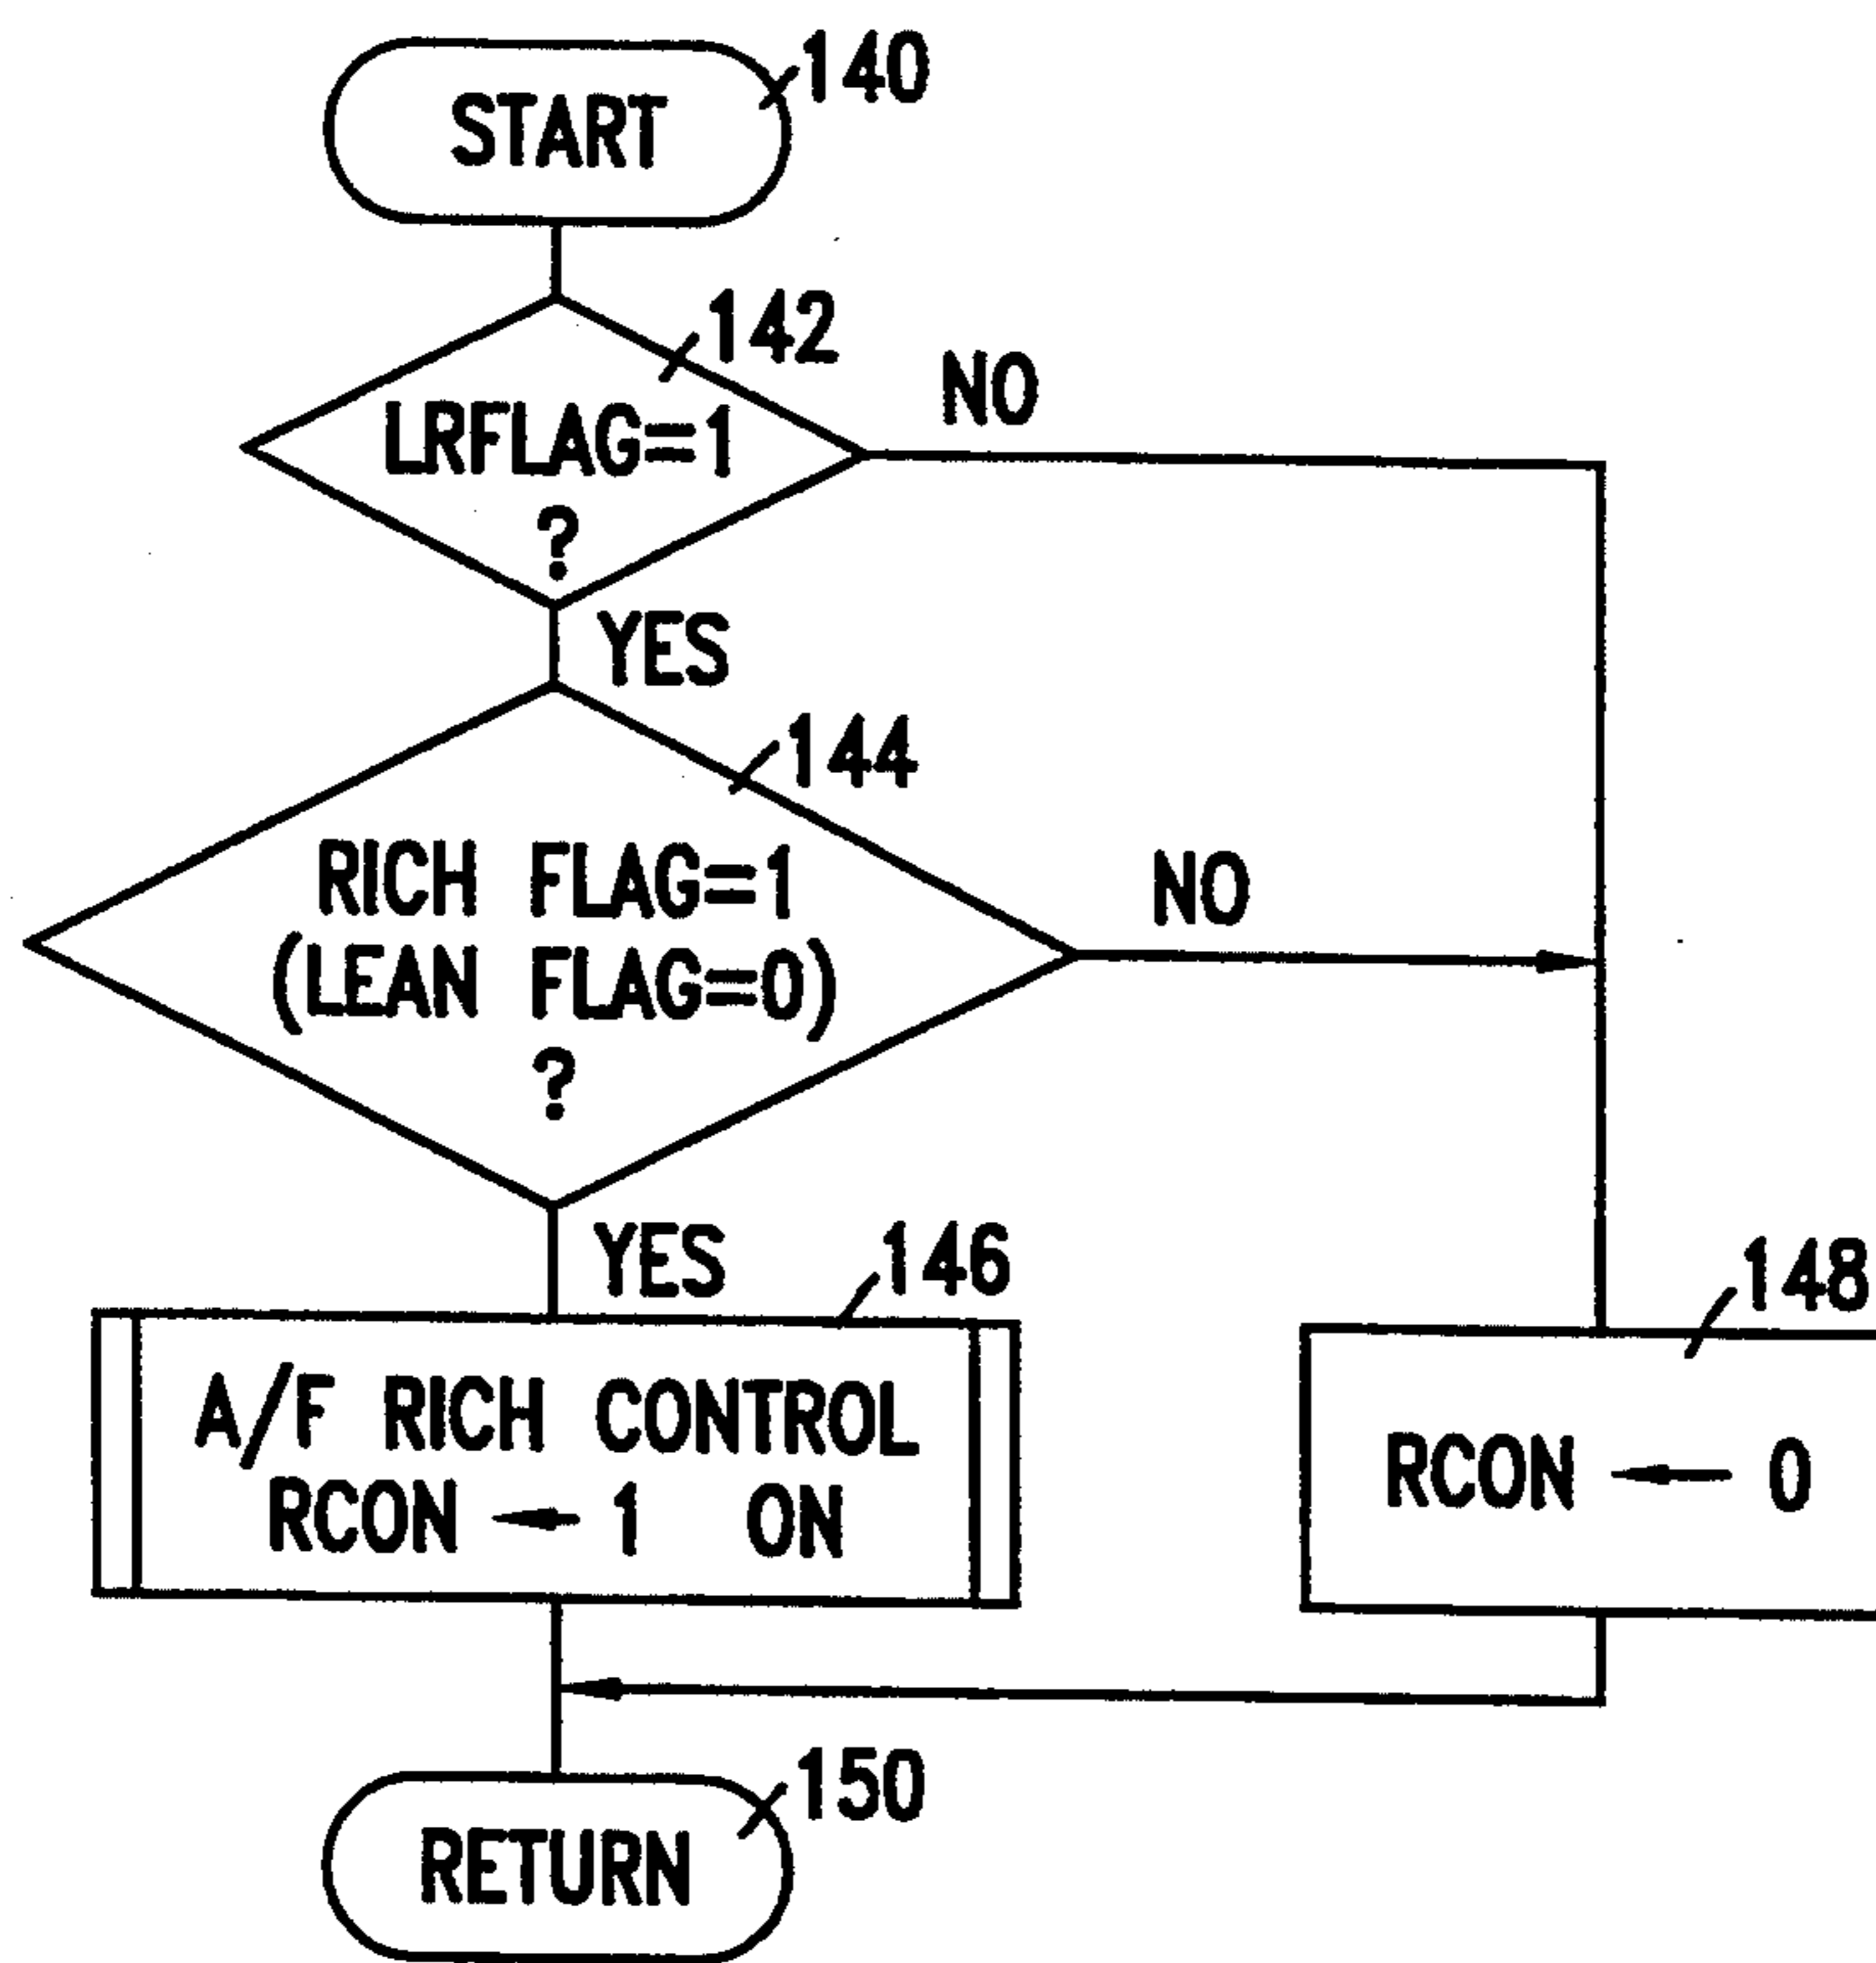 START
140
142
LRFLAG=1
?
NO
YES
144
RICH FLAG=1
(LEAN FLAG=0)
?
NO
YES
146
A/F RICH CONTROL
RCON ← 1 ON
148
RCON ← 0
150
RETURN